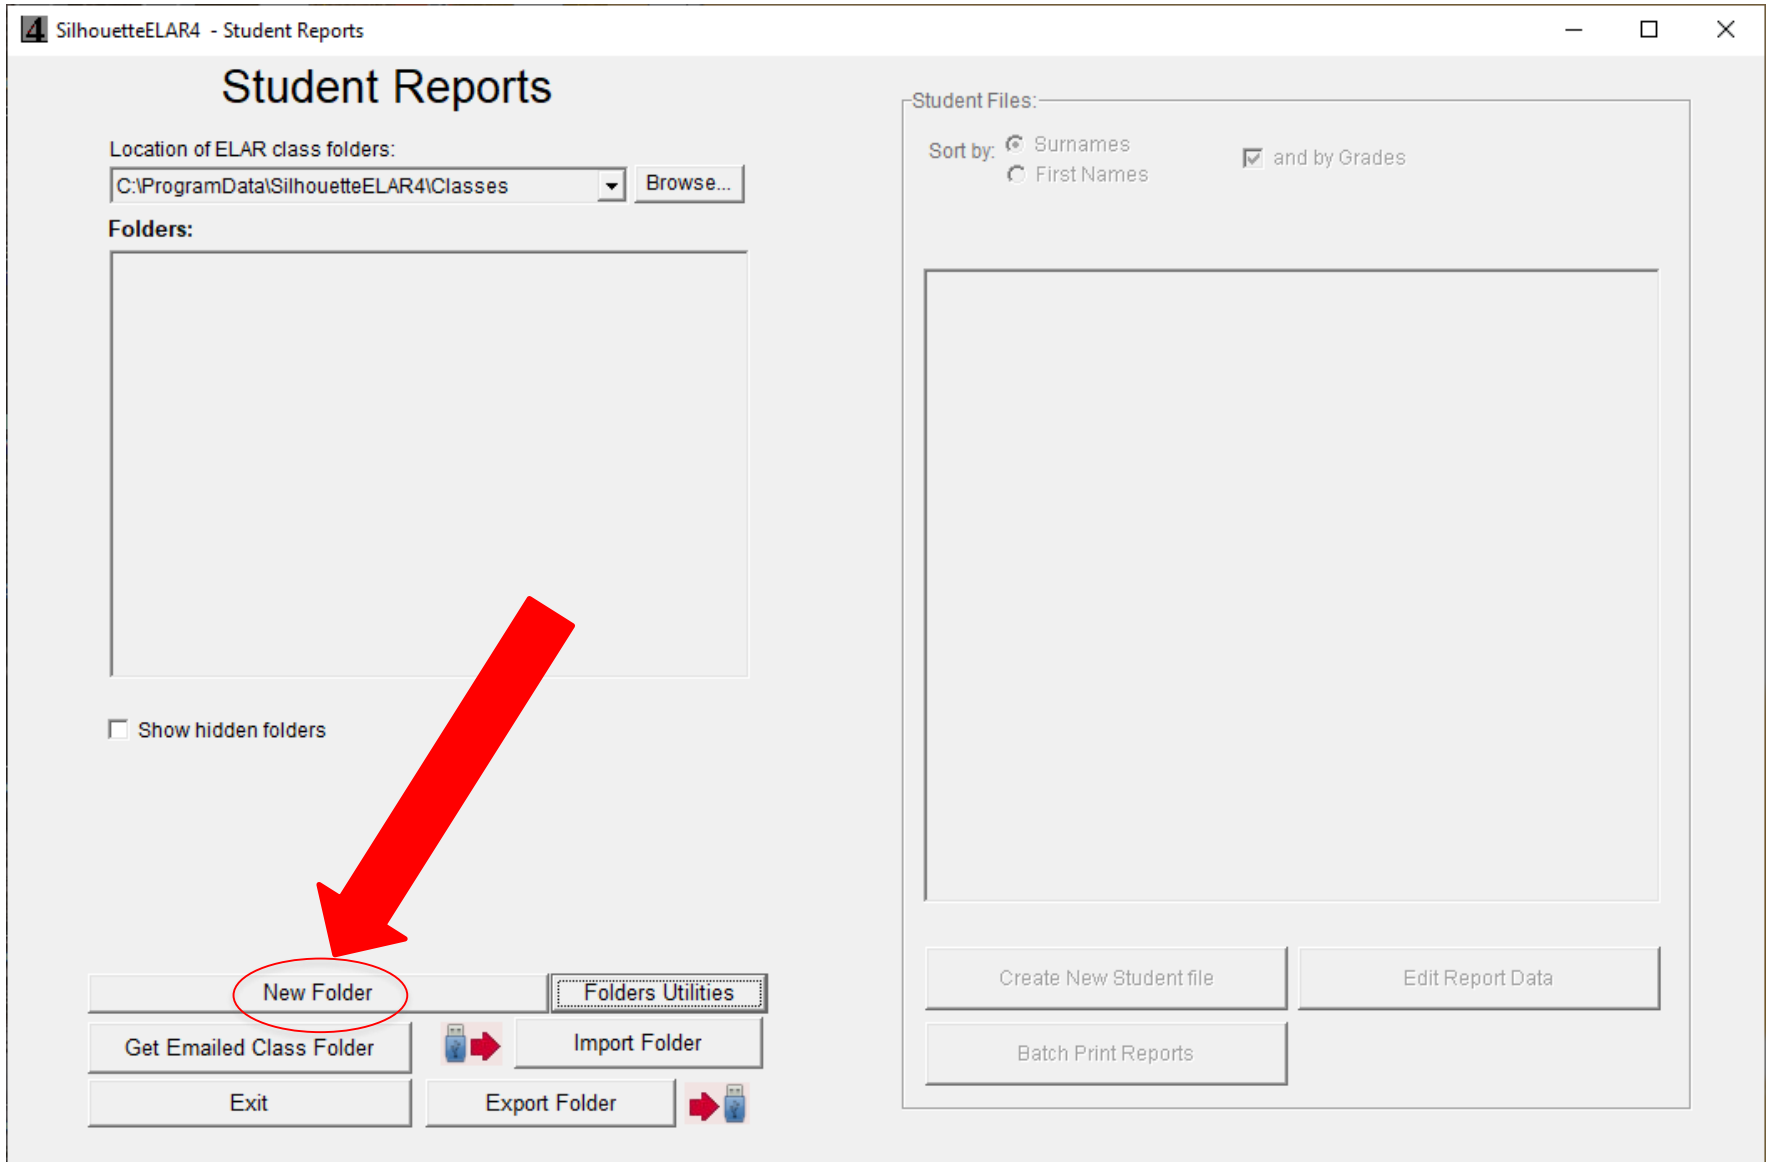 SilhouetteELAR4 - Student Reports
Student Reports
Location of ELAR class folders:
C:\ProgramData\SilhouetteELAR4\Classes
Browse...
Folders:
Show hidden folders
New Folder
Folders Utilities
Get Emailed Class Folder
Import Folder
Exit
Export Folder
Student Files:
Sort by:
Surnames
First Names
and by Grades
Create New Student file
Edit Report Data
Batch Print Reports